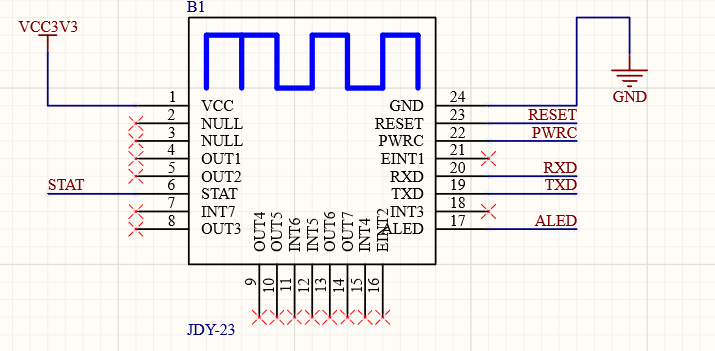 B1
VCC3V3
GND
1 VCC GND 24
2 NULL RESET 23 RESET
3 NULL PWRC 22 PWRC
4 OUT1 EINT1 21
5 OUT2 RXD 20 RXD
STAT 6 STAT TXD 19 TXD
7 INT7 INT3 18
8 OUT3 ALED 17 ALED
OUT4 OUT5 INT6 INT5 OUT6 OUT7 INT4 EINT2
9 10 11 12 13 14 15 16
JDY-23